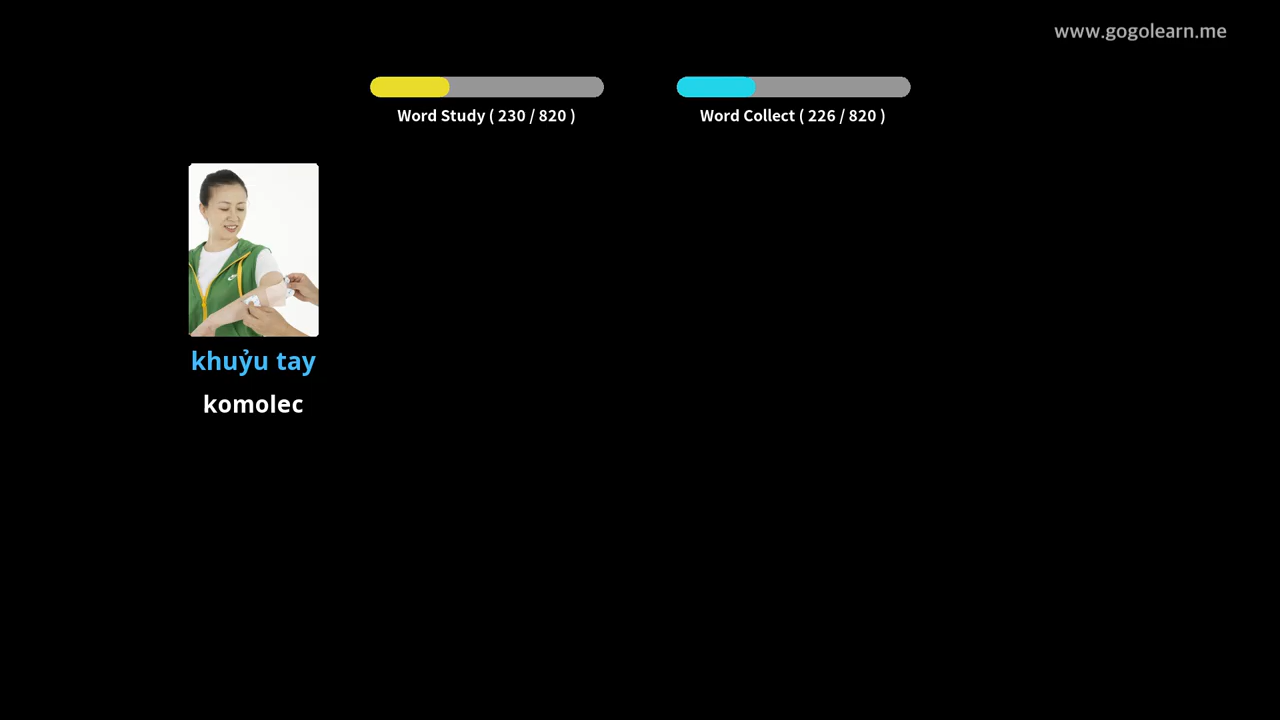 www.gogolearn.me
Word Study ( 230 / 820 )
Word Collect ( 226 / 820 )
khuỷu tay
komolec